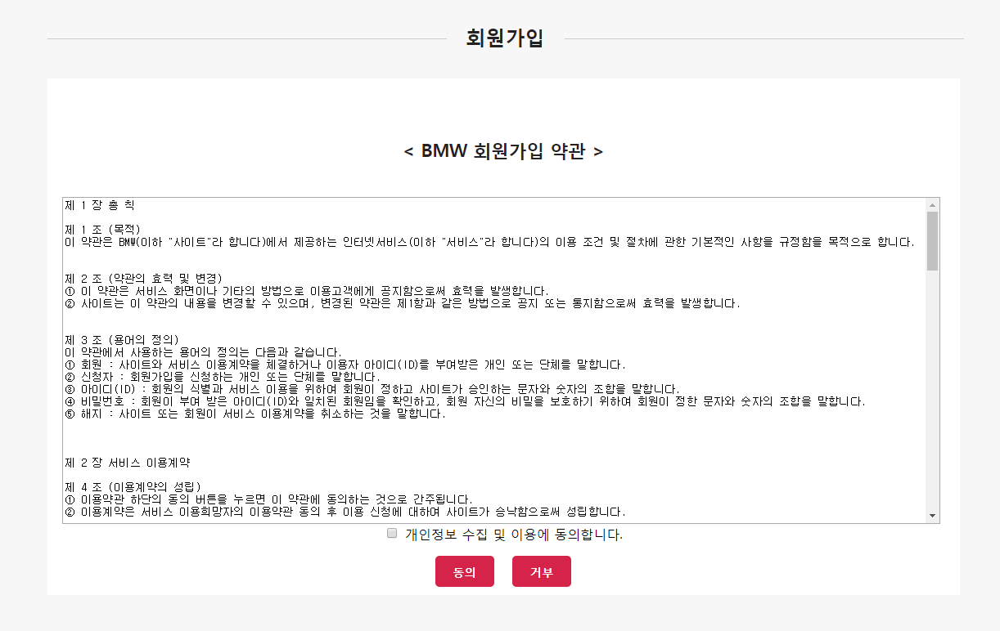 회원가입
< BMW 회원가입 약관 >
제 1 장 총 칙
제 1 조 (목적)
이 약관은 BMW(이하 "사이트"라 합니다)에서 제공하는 인터넷서비스(이하 "서비스"라 합니다)의 이용 조건 및 절차에 관한 기본적인 사항을 규정함을 목적으로 합니다.
제 2 조 (약관의 효력 및 변경)
① 이 약관은 서비스 화면이나 기타의 방법으로 이용고객에게 공지함으로써 효력을 발생합니다.
② 사이트는 이 약관의 내용을 변경할 수 있으며, 변경된 약관은 제1항과 같은 방법으로 공지 또는 통지함으로써 효력을 발생합니다.
제 3 조 (용어의 정의)
이 약관에서 사용하는 용어의 정의는 다음과 같습니다.
① 회원 : 사이트와 서비스 이용계약을 체결하거나 이용자 아이디(ID)를 부여받은 개인 또는 단체를 말합니다.
② 신청자 : 회원가입을 신청하는 개인 또는 단체를 말합니다.
③ 아이디(ID) : 회원의 식별과 서비스 이용을 위하여 회원이 정하고 사이트가 승인하는 문자와 숫자의 조합을 말합니다.
④ 비밀번호 : 회원이 부여 받은 아이디(ID)와 일치된 회원임을 확인하고, 회원 자신의 비밀을 보호하기 위하여 회원이 정한 문자와 숫자의 조합을 말합니다.
⑤ 해지 : 사이트 또는 회원이 서비스 이용계약을 취소하는 것을 말합니다.
제 2 장 서비스 이용계약
제 4 조 (이용계약의 성립)
① 이용약관 하단의 동의 버튼을 누르면 이 약관에 동의하는 것으로 간주됩니다.
② 이용계약은 서비스 이용희망자의 이용약관 동의 후 이용 신청에 대하여 사이트가 승낙함으로써 성립합니다.
개인정보 수집 및 이용에 동의합니다.
동의 거부